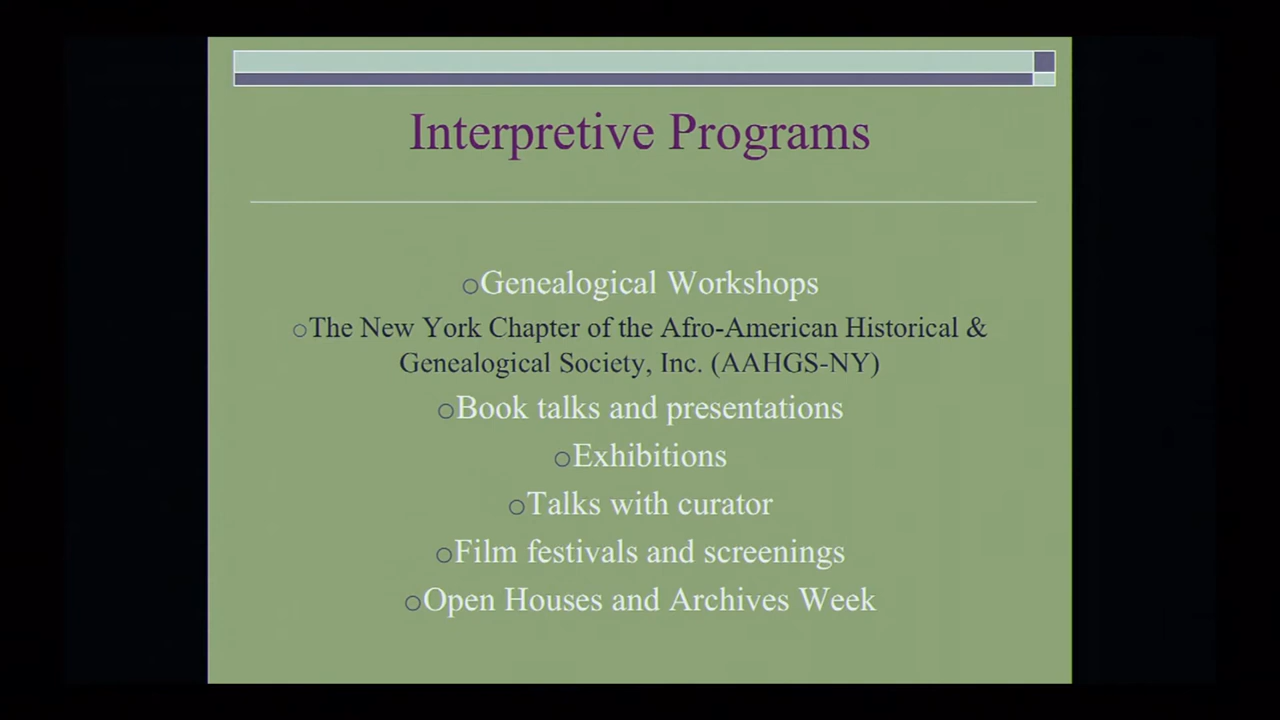 Interpretive Programs
Genealogical Workshops
The New York Chapter of the Afro-American Historical &
Genealogical Society, Inc. (AAHGS-NY)
Book talks and presentations
Exhibitions
Talks with curator
Film festivals and screenings
Open Houses and Archives Week